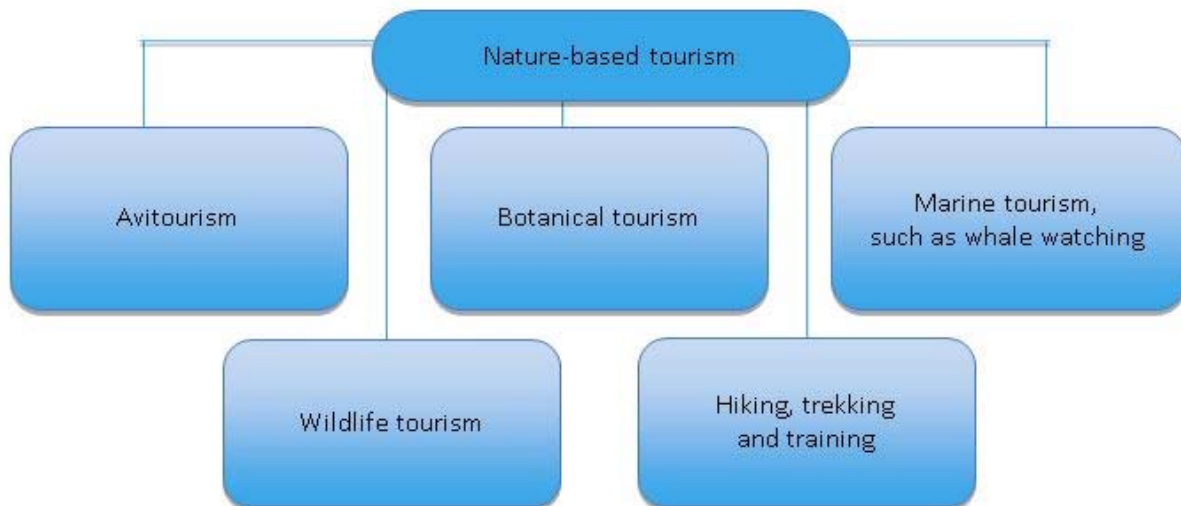 Nature-based tourism
Avitourism
Botanical tourism
Marine tourism,
such as whale watching
Wildlife tourism
Hiking, trekking
and training